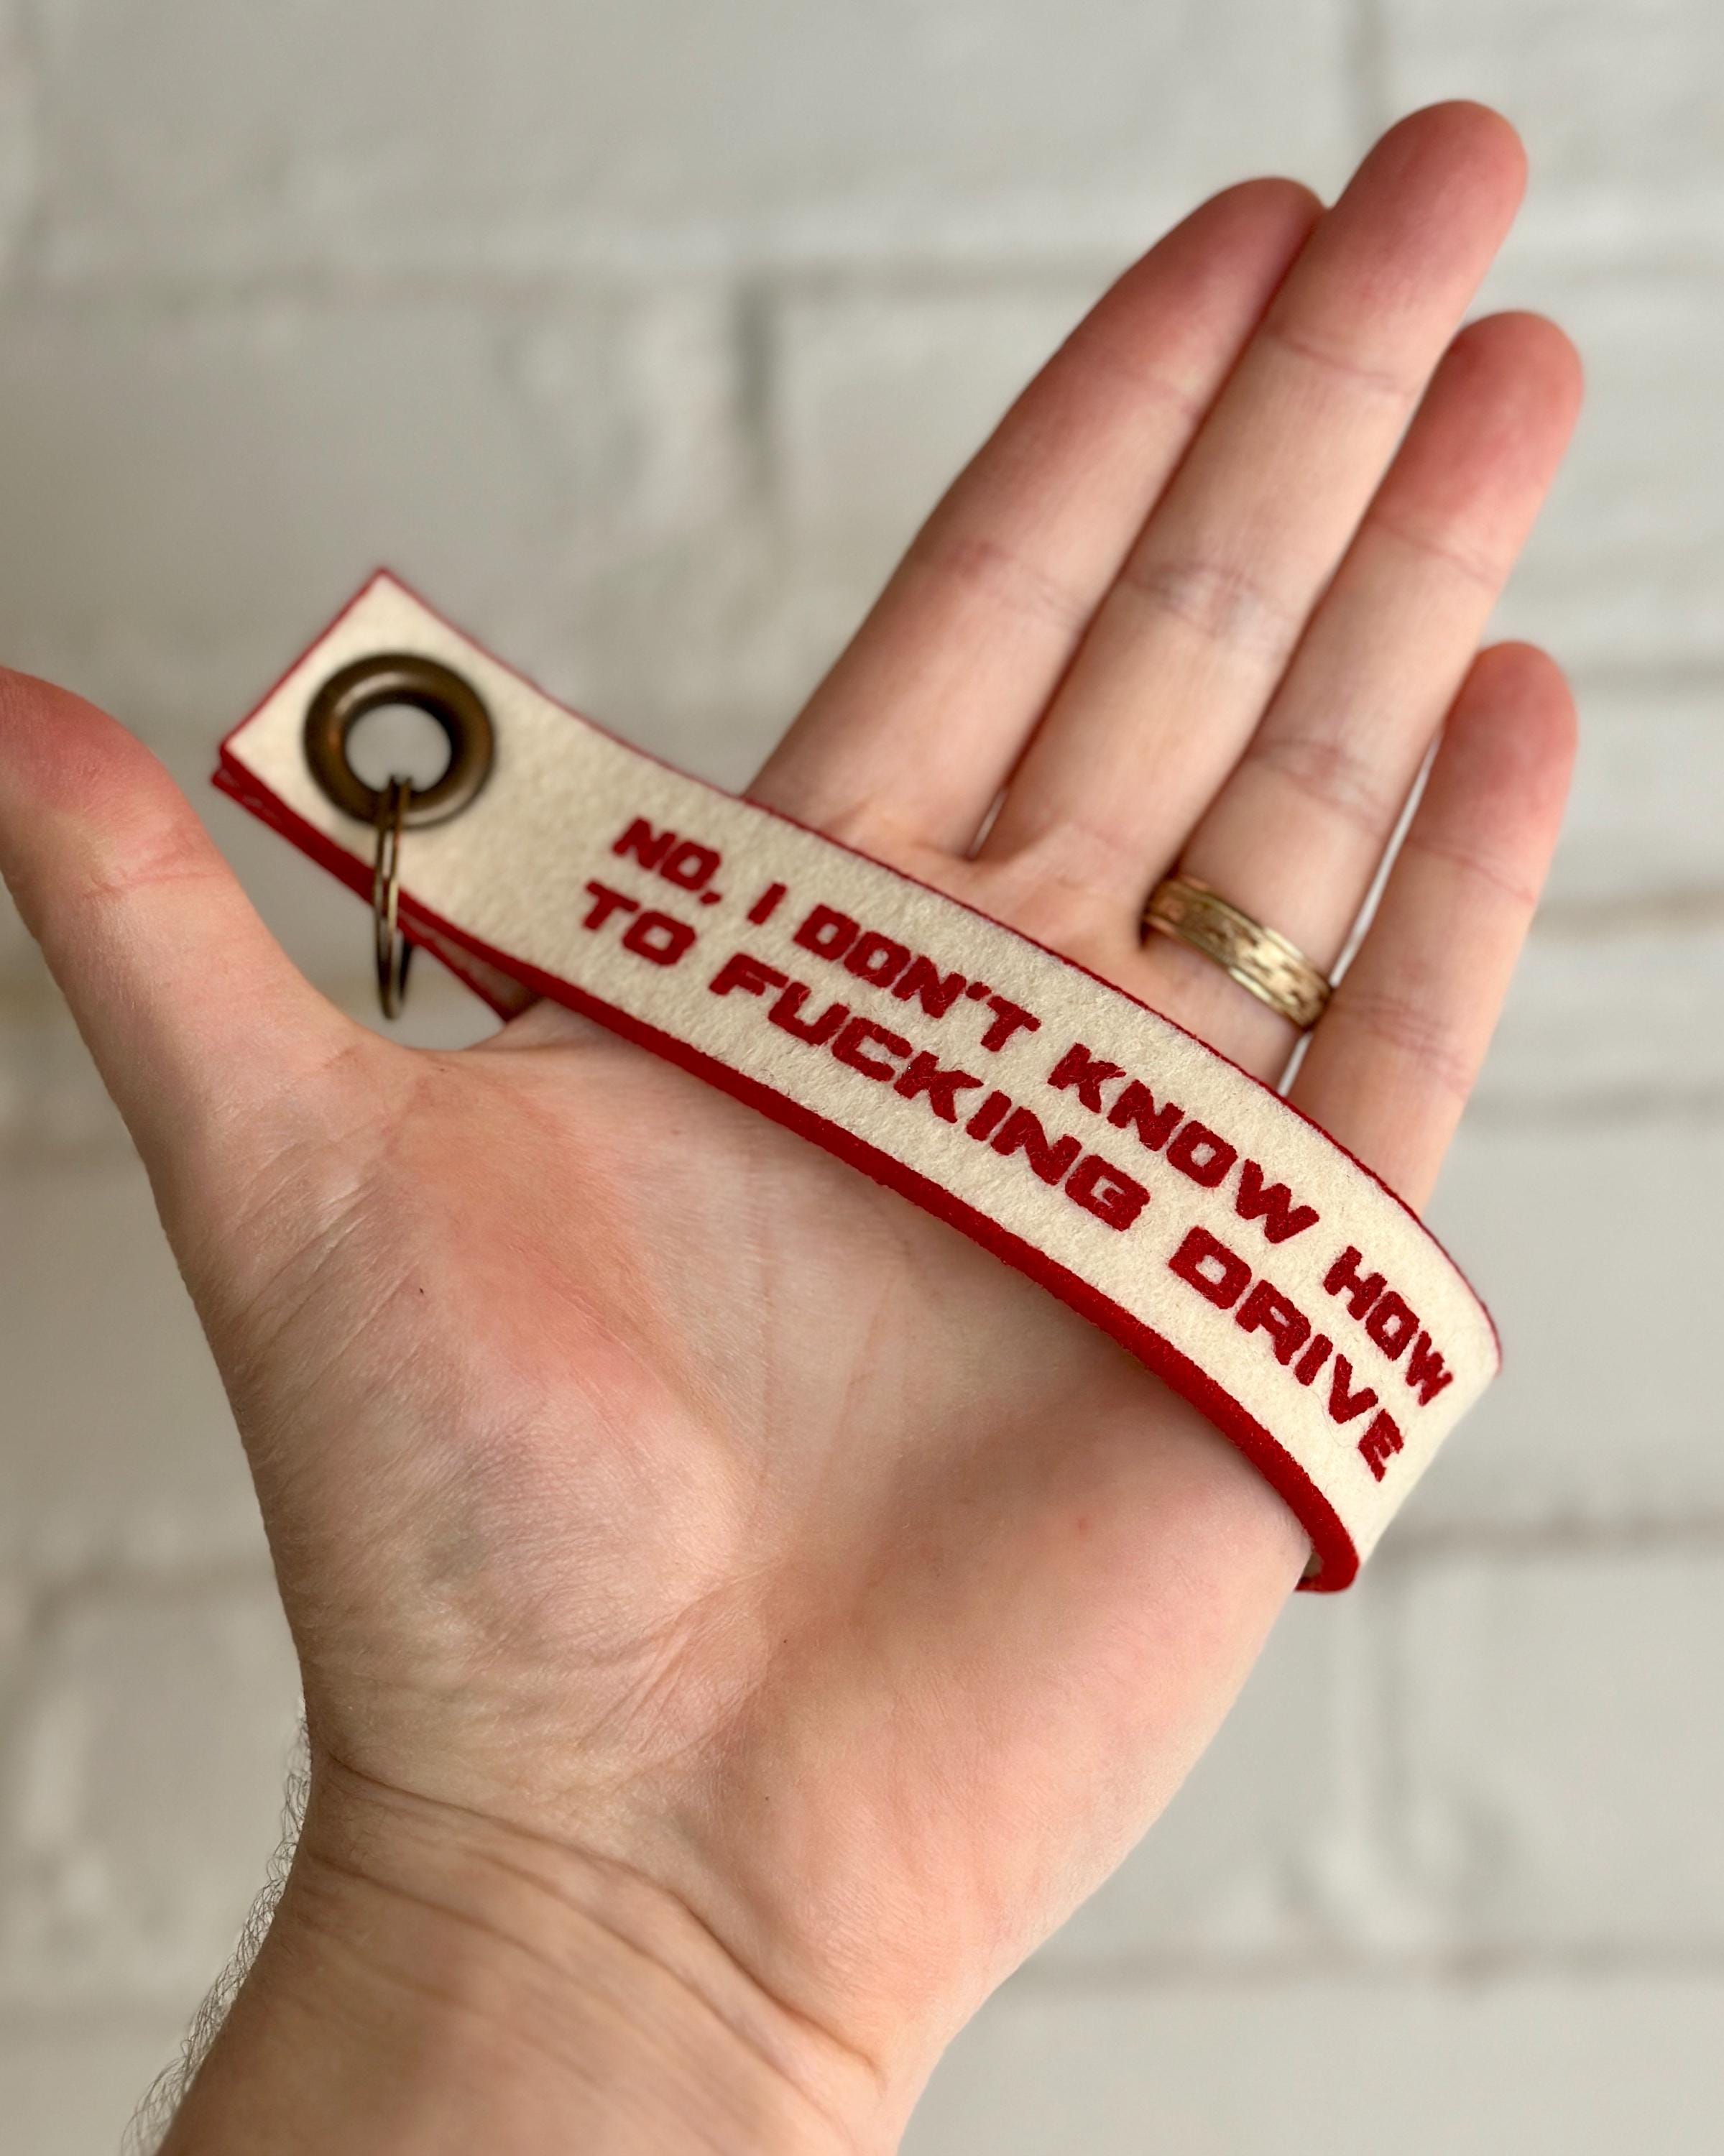 NO, I DON'T KNOW HOW
TO FUCKING DRIVE